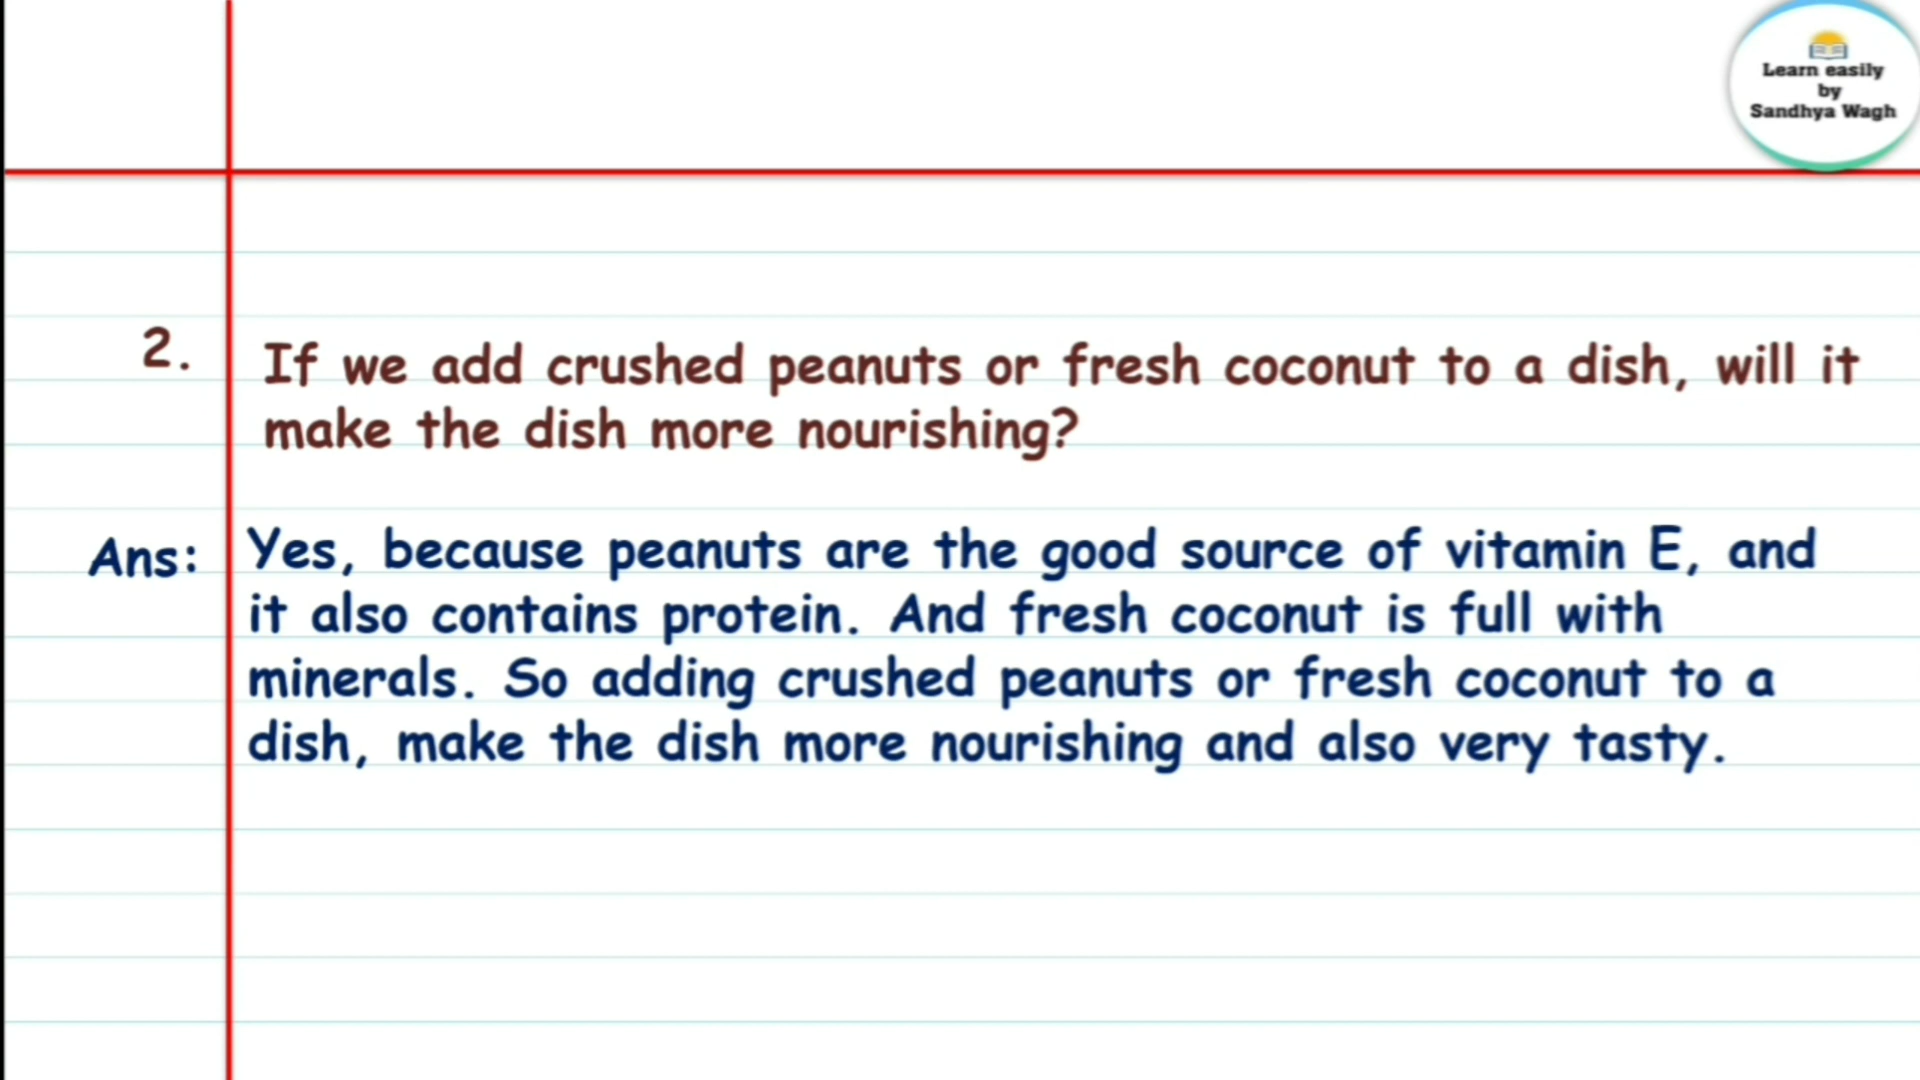 Learn easily
by
Sandhya Wagh
2. If we add crushed peanuts or fresh coconut to a dish, will it
make the dish more nourishing?
Ans: Yes, because peanuts are the good source of vitamin E, and
it also contains protein. And fresh coconut is full with
minerals. So adding crushed peanuts or fresh coconut to a
dish, make the dish more nourishing and also very tasty.